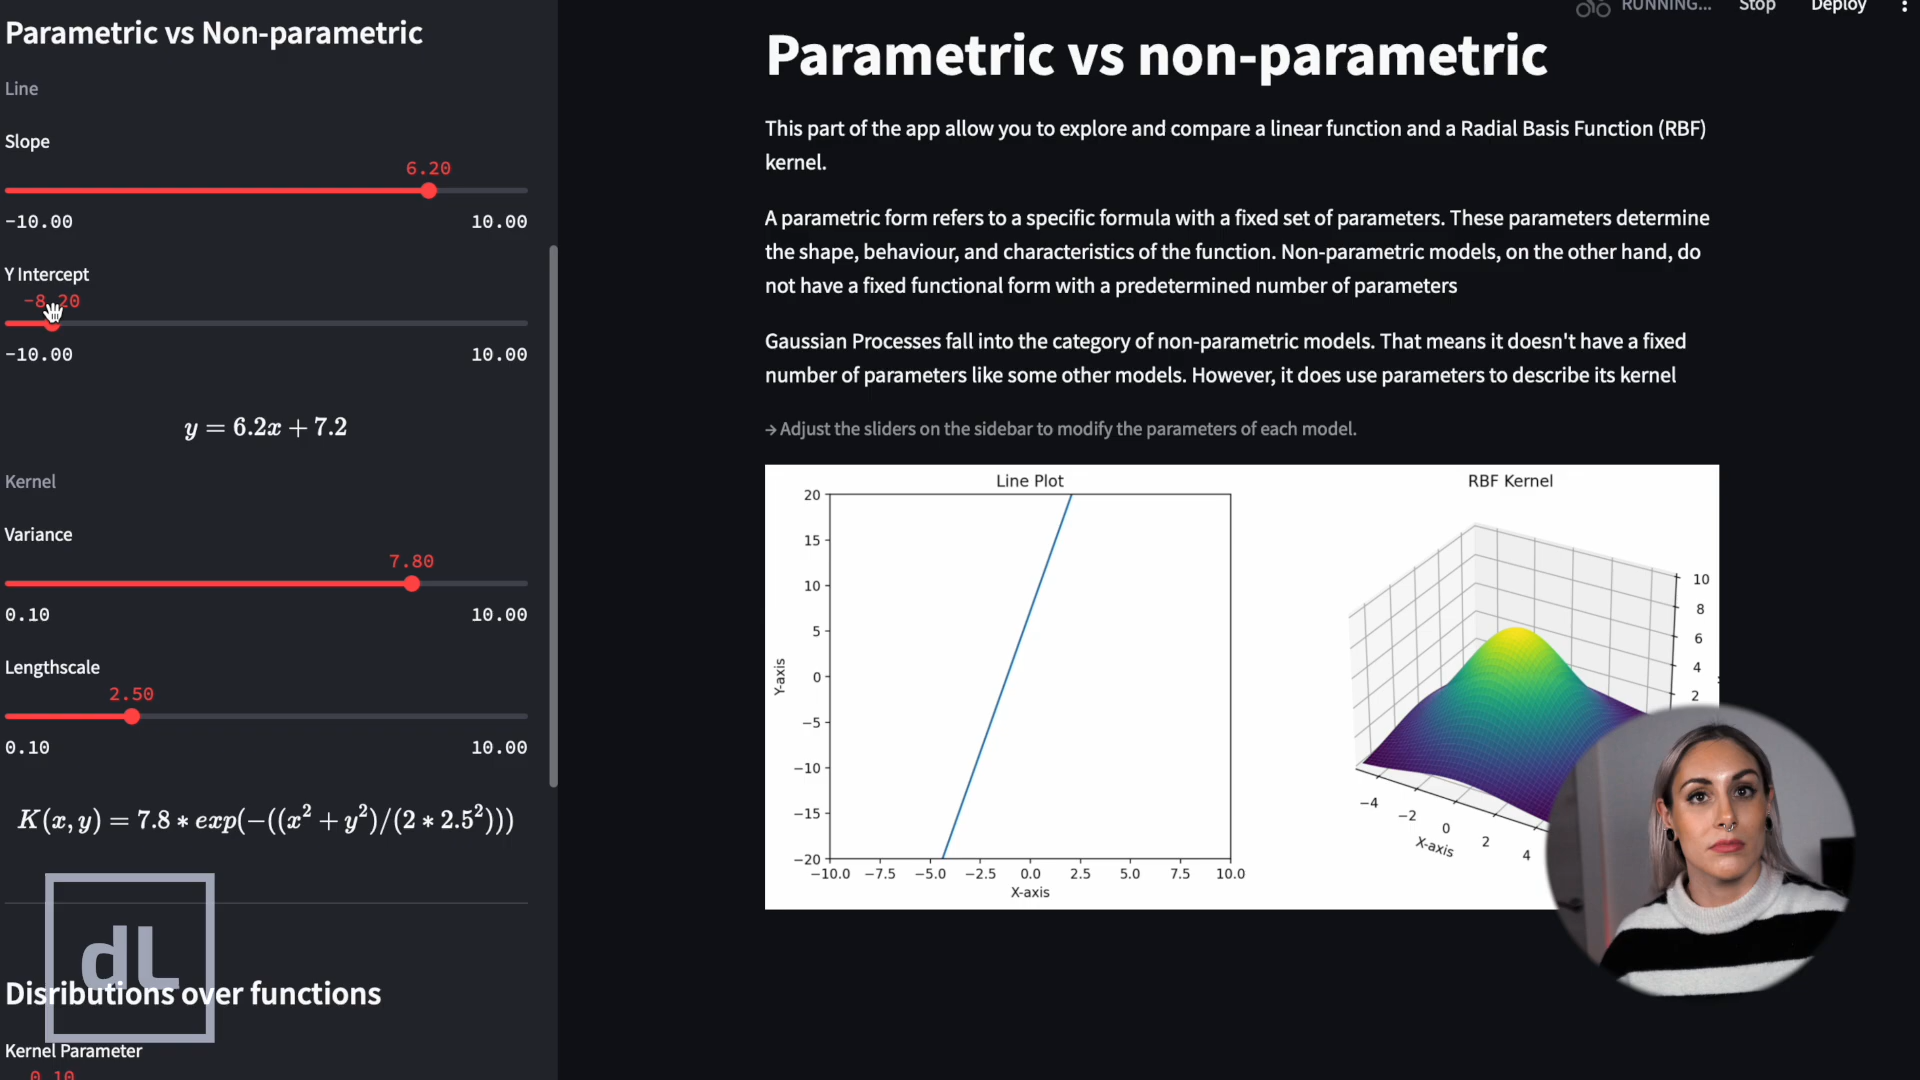 Parametric vs Non-parametric
Line
Slope
6.20
-10.00 10.00
Y Intercept
-8.20
-10.00 10.00
y = 6.2x + 7.2
Kernel
Variance
7.80
0.10 10.00
Lengthscale
2.50
0.10 10.00
K(x, y) = 7.8 * exp(-((x² + y²)/(2 * 2.5²)))
dL
Disributions over functions
Kernel Parameter
0.10
RUNNING...
Stop
Deploy
Parametric vs non-parametric
This part of the app allow you to explore and compare a linear function and a Radial Basis Function (RBF)
kernel.
A parametric form refers to a specific formula with a fixed set of parameters. These parameters determine
the shape, behaviour, and characteristics of the function. Non-parametric models, on the other hand, do
not have a fixed functional form with a predetermined number of parameters
Gaussian Processes fall into the category of non-parametric models. That means it doesn't have a fixed
number of parameters like some other models. However, it does use parameters to describe its kernel
→ Adjust the sliders on the sidebar to modify the parameters of each model.
Line Plot
20
15
10
5
0
−5
−10
−15
−20
Y-axis
−10.0 −7.5 −5.0 −2.5 0.0 2.5 5.0 7.5 10.0
X-axis
RBF Kernel
10
8
6
4
2
−4
−2
0
2
4
X-axis